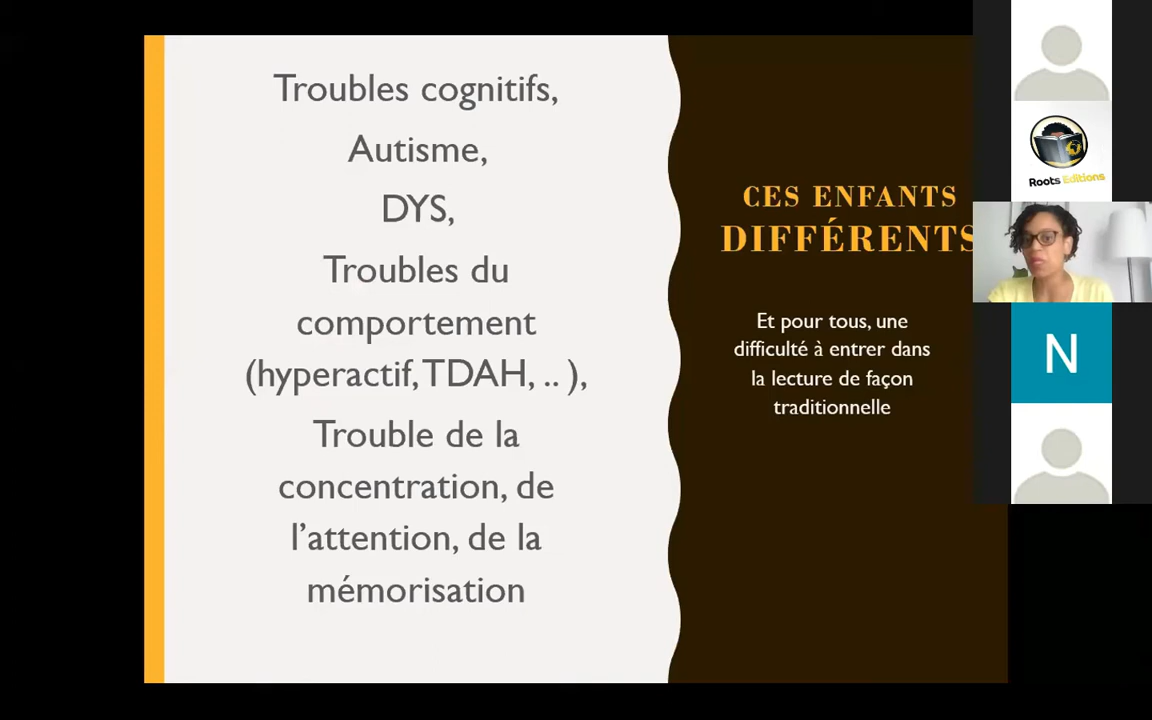 Troubles cognitifs,
Autisme,
DYS,
Troubles du
comportement
(hyperactif, TDAH, .. ),
Trouble de la
concentration, de
l’attention, de la
mémorisation
CES ENFANTS
DIFFÉRENTS
Et pour tous, une
difficulté à entrer dans
la lecture de façon
traditionnelle
Roots Editions
N